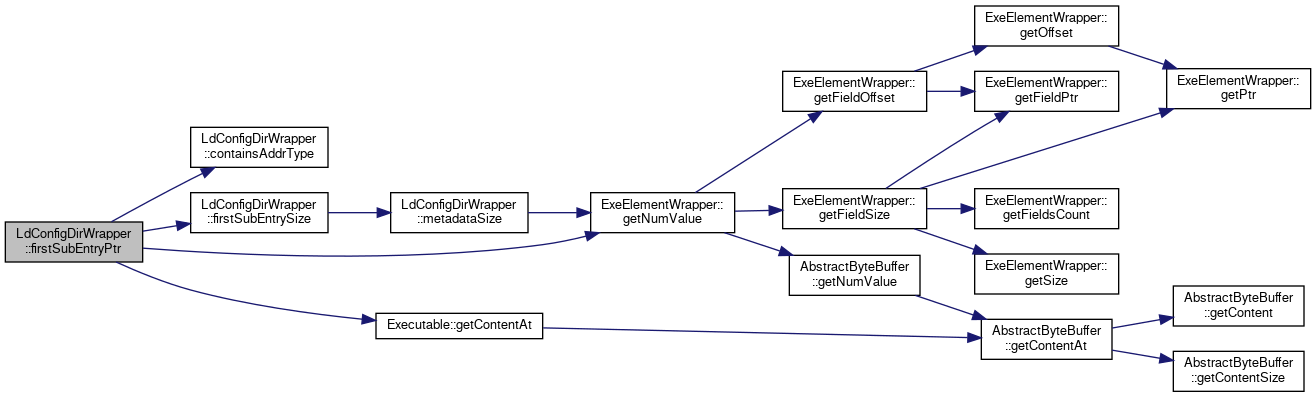 LdConfigDirWrapper
::firstSubEntryPtr
LdConfigDirWrapper
::containsAddrType
LdConfigDirWrapper
::firstSubEntrySize
LdConfigDirWrapper
::metadataSize
ExeElementWrapper::
getNumValue
Executable::getContentAt
ExeElementWrapper::
getFieldOffset
ExeElementWrapper::
getFieldSize
AbstractByteBuffer
::getNumValue
ExeElementWrapper::
getOffset
ExeElementWrapper::
getFieldPtr
ExeElementWrapper::
getFieldsCount
ExeElementWrapper::
getSize
AbstractByteBuffer
::getContentAt
ExeElementWrapper::
getPtr
AbstractByteBuffer
::getContent
AbstractByteBuffer
::getContentSize